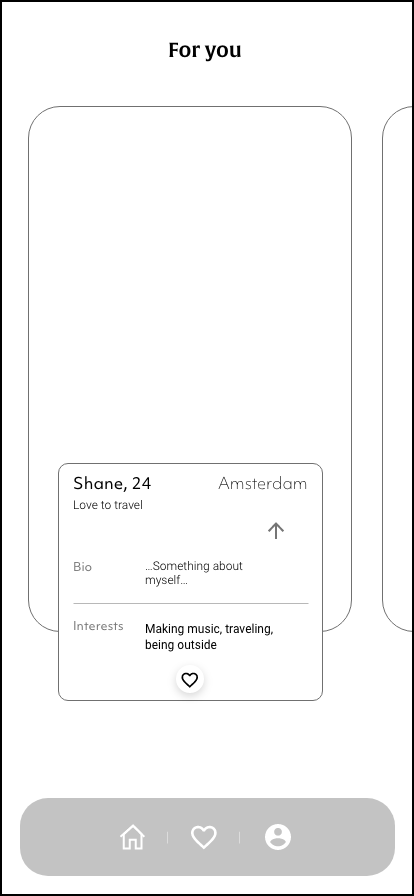 For you
Shane, 24
Amsterdam
Love to travel
Bio
...Something about
myself...
Interests
Making music, traveling,
being outside